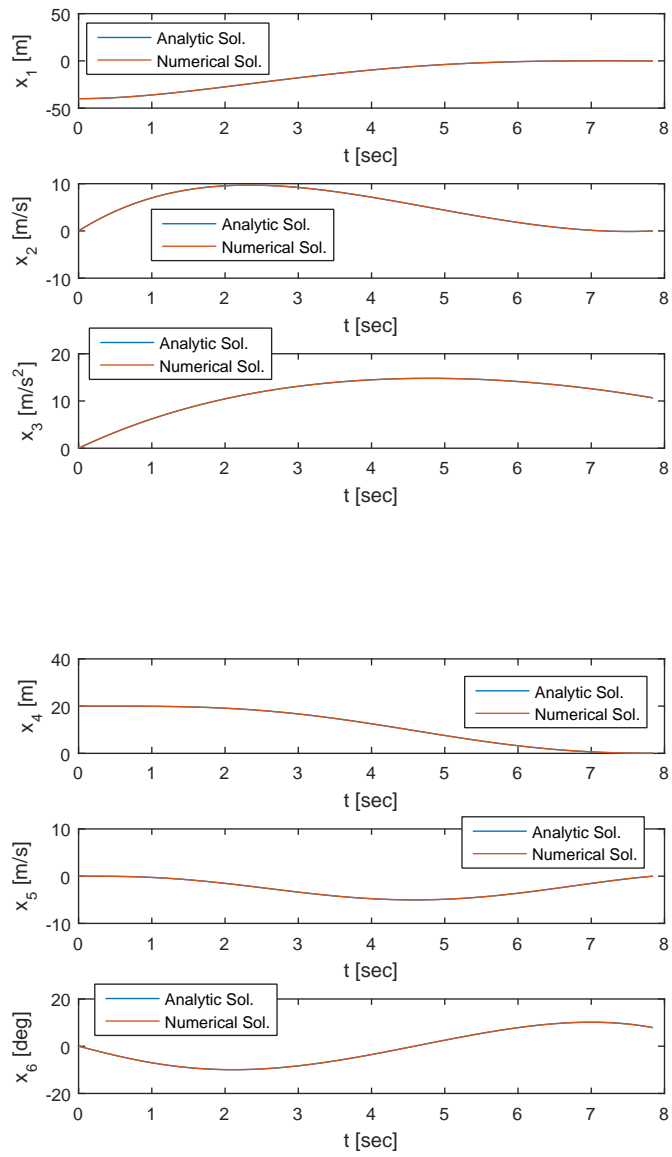 50
0
-50
x1 [m]
Analytic Sol.
Numerical Sol.
0 1 2 3 4 5 6 7 8
t [sec]
10
0
-10
x2 [m/s]
Analytic Sol.
Numerical Sol.
0 1 2 3 4 5 6 7 8
t [sec]
20
10
0
x3 [m/s2]
Analytic Sol.
Numerical Sol.
0 1 2 3 4 5 6 7 8
t [sec]
40
20
0
x4 [m]
Analytic Sol.
Numerical Sol.
0 1 2 3 4 5 6 7 8
t [sec]
10
0
-10
x5 [m/s]
Analytic Sol.
Numerical Sol.
0 1 2 3 4 5 6 7 8
t [sec]
20
0
-20
x6 [deg]
Analytic Sol.
Numerical Sol.
0 1 2 3 4 5 6 7 8
t [sec]